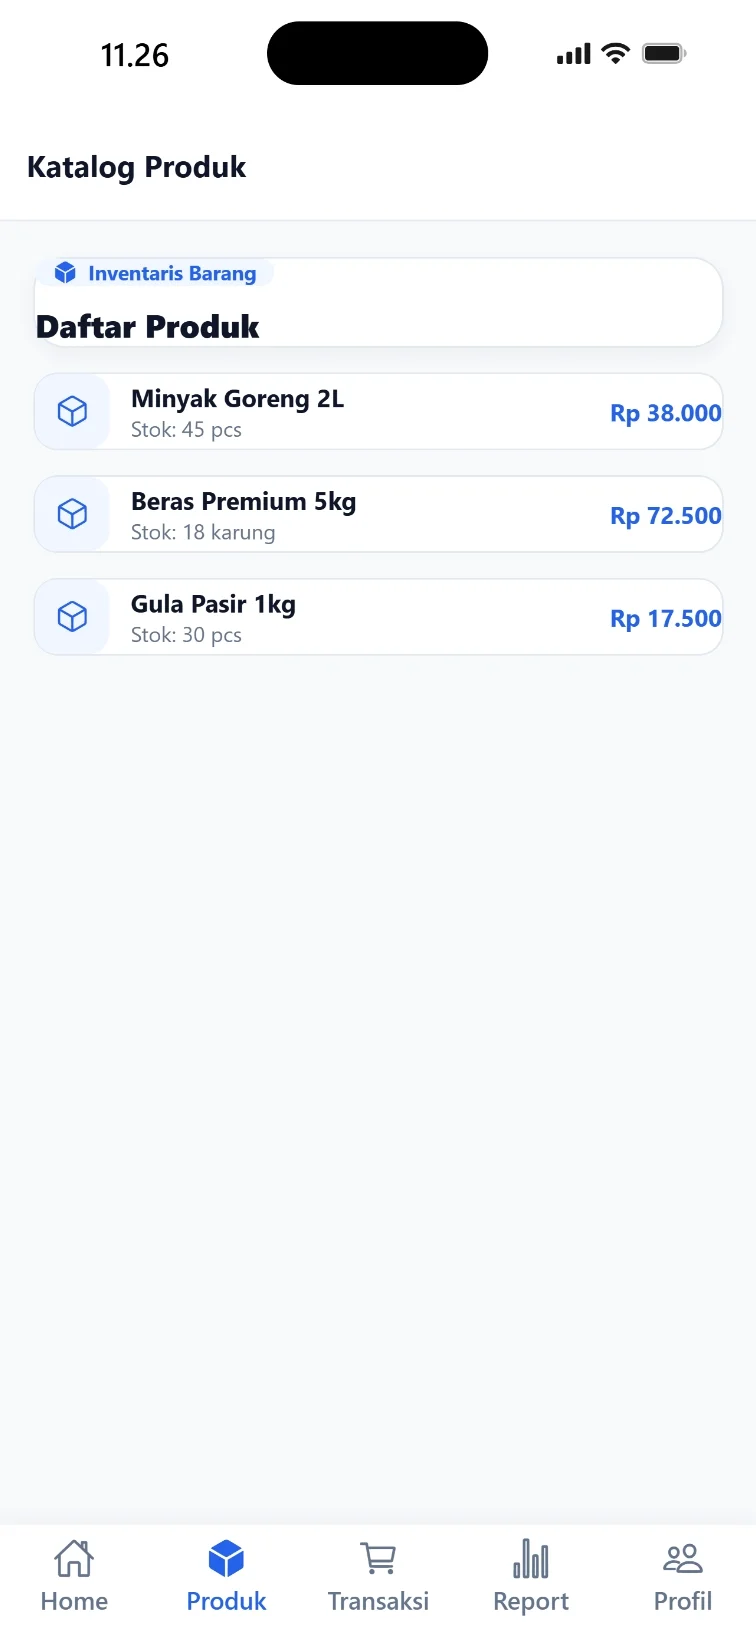 11.26
Katalog Produk
Inventaris Barang
Daftar Produk
Minyak Goreng 2L
Stok: 45 pcs
Rp 38.000
Beras Premium 5kg
Stok: 18 karung
Rp 72.500
Gula Pasir 1kg
Stok: 30 pcs
Rp 17.500
Home
Produk
Transaksi
Report
Profil